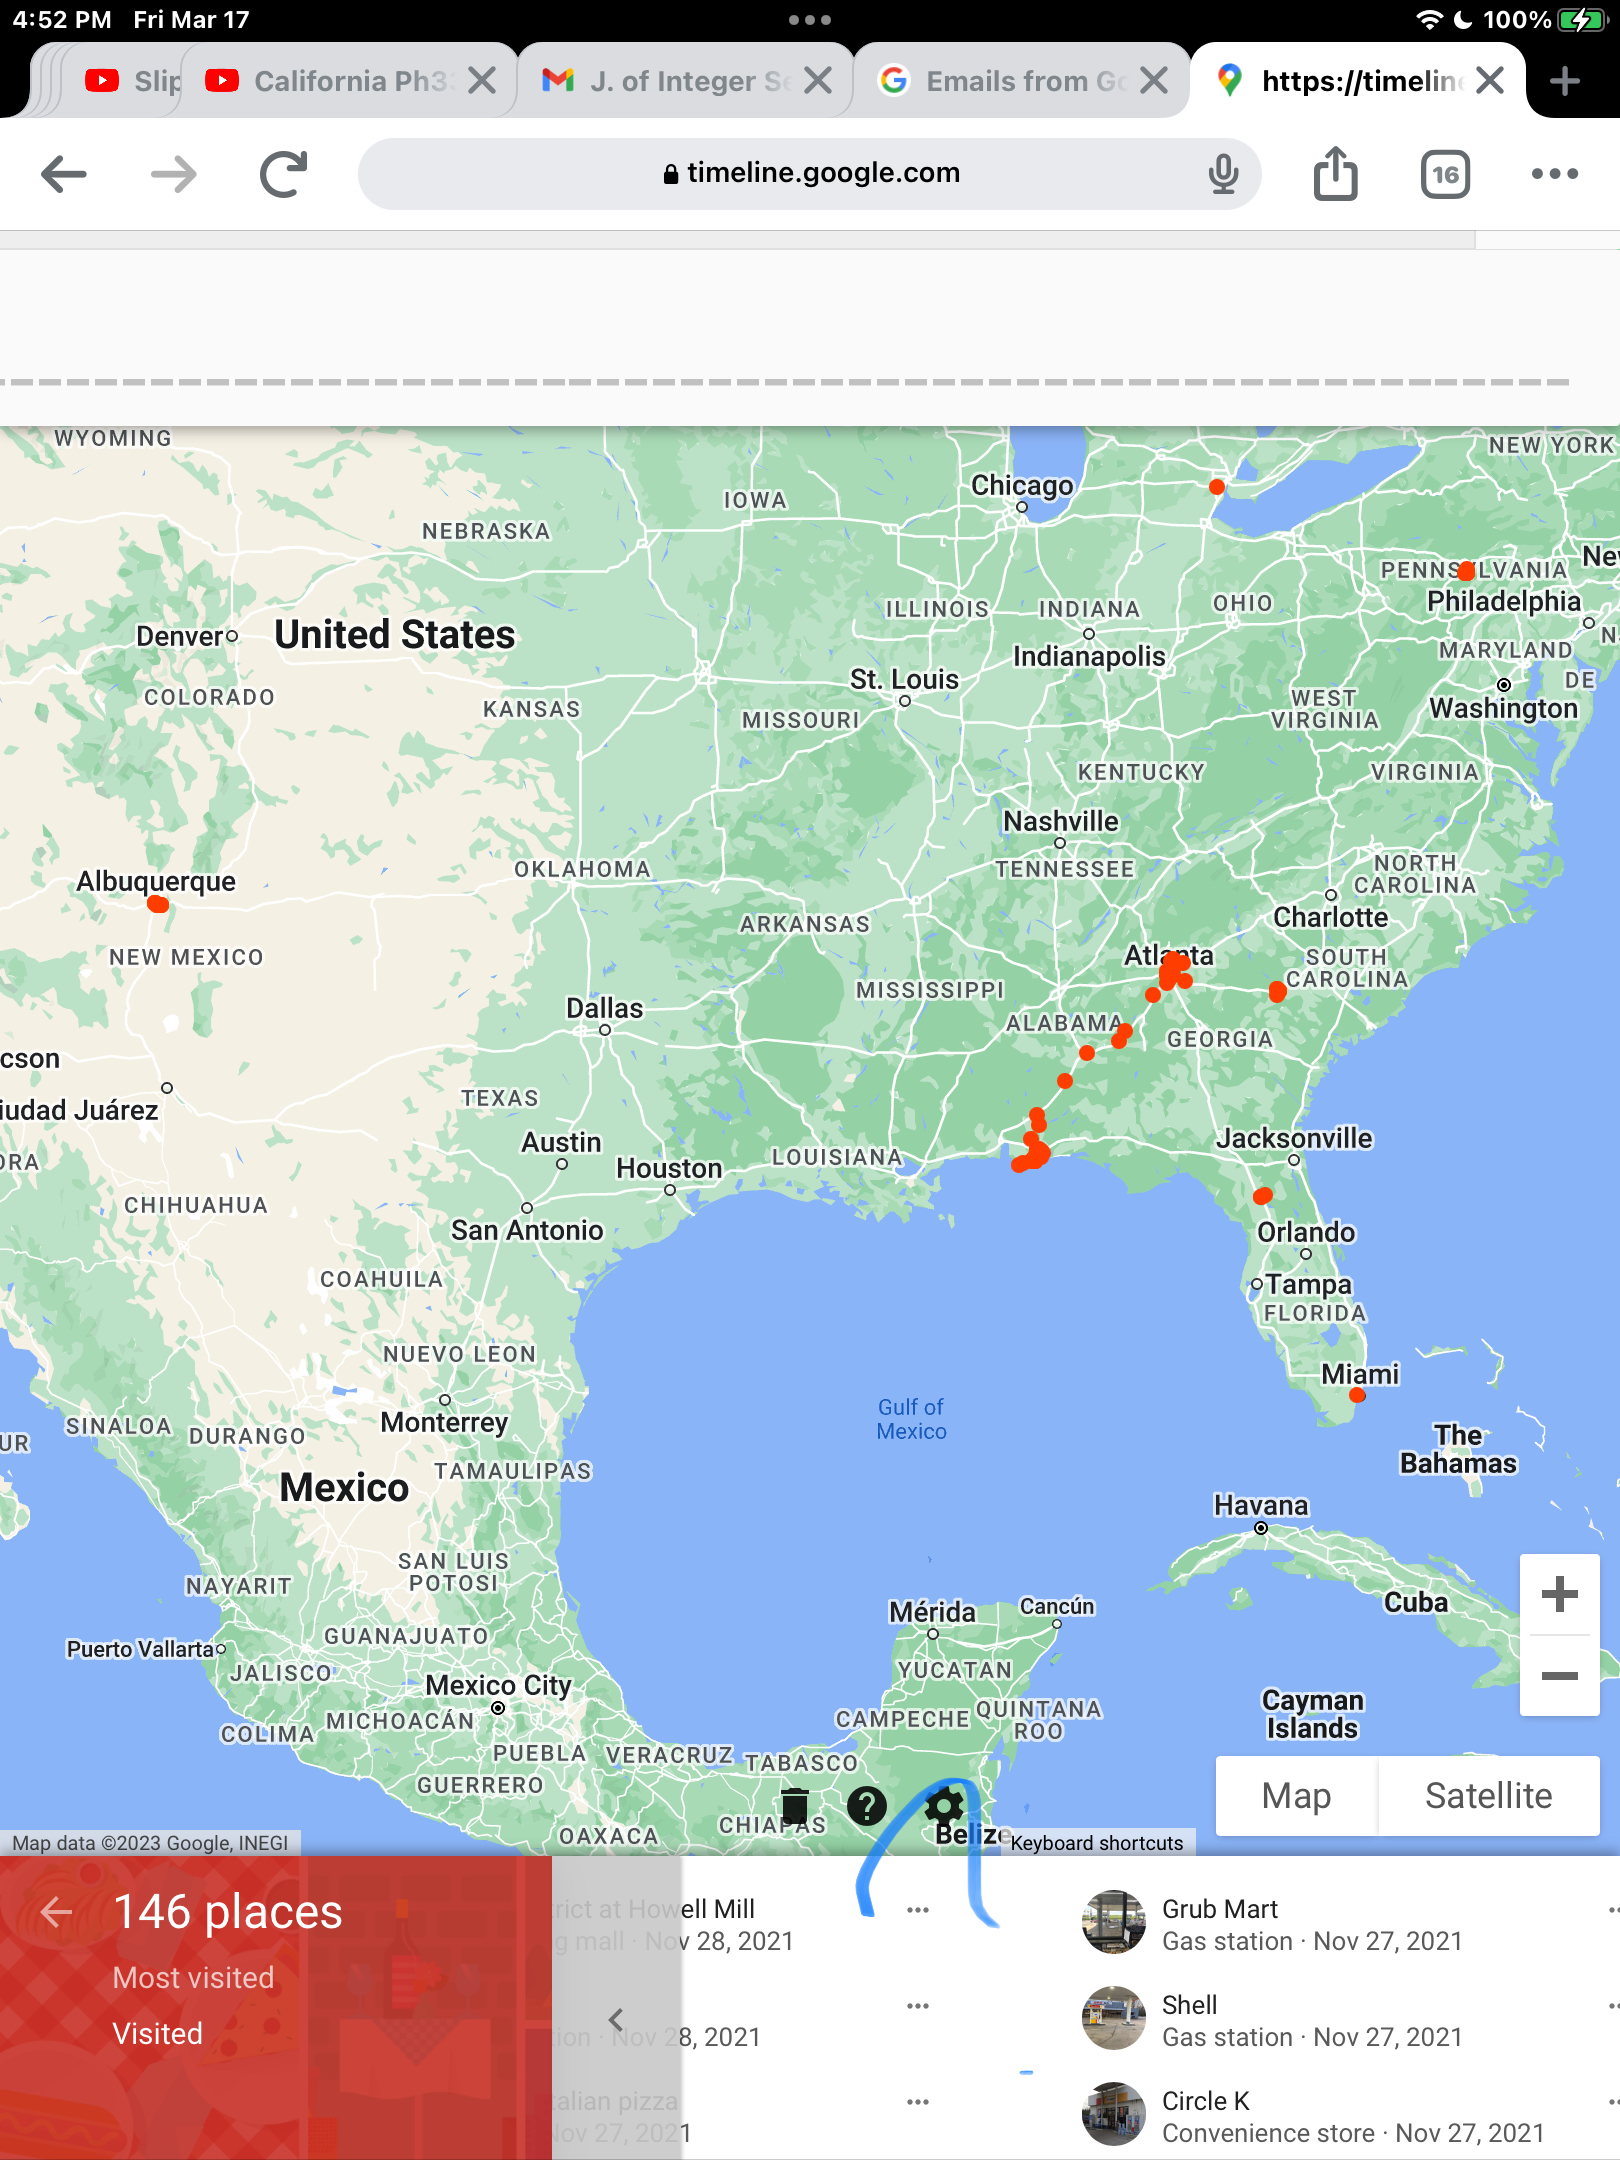 4:52 PM Fri Mar 17
100%
Slip
California Ph3
J. of Integer Se
Emails from Go
https://timeline
timeline.google.com
16
WYOMING
NEW YORK
Chicago
IOWA
NEBRASKA
PENNSYLVANIA
Philadelphia
ILLINOIS
INDIANA
OHIO
Denver
United States
Indianapolis
MARYLAND
St. Louis
DE
COLORADO
KANSAS
MISSOURI
WEST
VIRGINIA
Washington
KENTUCKY
VIRGINIA
Nashville
TENNESSEE
NORTH
CAROLINA
Albuquerque
OKLAHOMA
Charlotte
ARKANSAS
NEW MEXICO
Atlanta
SOUTH
CAROLINA
MISSISSIPPI
Dallas
ALABAMA
GEORGIA
cson
iudad Juárez
TEXAS
Austin
Houston
LOUISIANA
Jacksonville
ORA
CHIHUAHUA
San Antonio
Orlando
COAHUILA
Tampa
FLORIDA
NUEVO LEON
Miami
Gulf of
Mexico
SINALOA
DURANGO
Monterrey
UR
The
Bahamas
TAMAULIPAS
Mexico
Havana
SAN LUIS
POTOSI
NAYARIT
Mérida
Cancún
Cuba
GUANAJUATO
Puerto Vallarta
JALISCO
YUCATAN
Mexico City
CAMPECHE
QUINTANA
ROO
Cayman
Islands
COLIMA
MICHOACÁN
PUEBLA
VERACRUZ
TABASCO
GUERRERO
Map
Satellite
CHIAPAS
OAXACA
Belize
Map data ©2023 Google, INEGI
Keyboard shortcuts
146 places
Most visited
Visited
trict at Howell Mill
g mall · Nov 28, 2021
tion · Nov 28, 2021
talian pizza
Nov 27, 2021
Grub Mart
Gas station · Nov 27, 2021
Shell
Gas station · Nov 27, 2021
Circle K
Convenience store · Nov 27, 2021